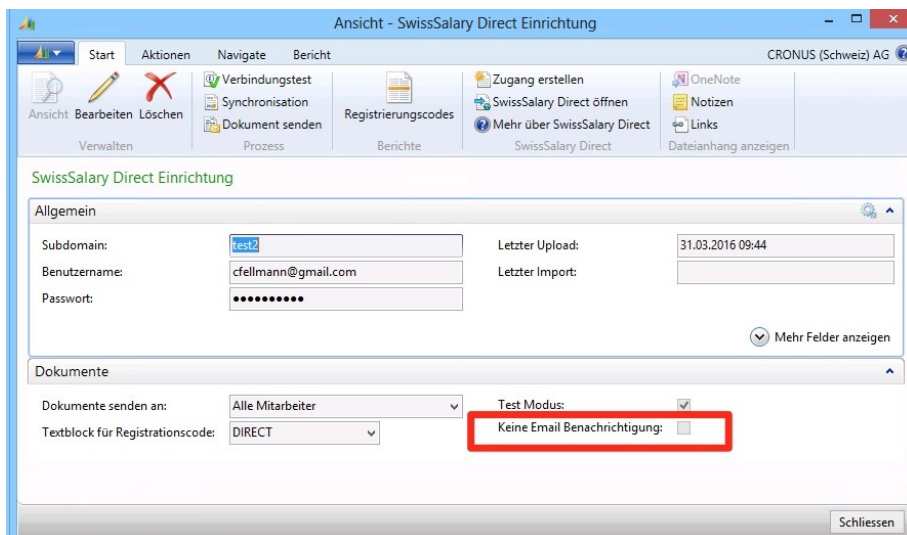 Ansicht - SwissSalary Direct Einrichtung
Start Aktionen Navigate Bericht CRONUS (Schweiz) AG
Ansicht Bearbeiten Löschen
Verwalten
Verbindungstest
Synchronisation
Dokument senden
Prozess
Registrierungscodes
Berichte
Zugang erstellen
SwissSalary Direct öffnen
Mehr über SwissSalary Direct
SwissSalary Direct
OneNote
Notizen
Links
Dateianhang anzeigen
SwissSalary Direct Einrichtung
Allgemein
Subdomain: test2 Letzter Upload: 31.03.2016 09:44
Benutzername: cfellmann@gmail.com Letzter Import:
Passwort: ••••••••••
Mehr Felder anzeigen
Dokumente
Dokumente senden an: Alle Mitarbeiter Test Modus:
Textblock für Registrationscode: DIRECT Keine Email Benachrichtigung:
Schliessen